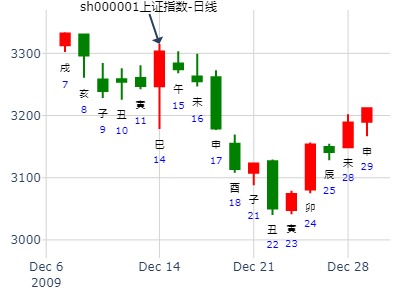 sh000001上证指数-日线
3300
3200
3100
3000
戌
7
亥
8
子
9
丑
10
寅
11
巳
14
午
15
未
16
申
17
酉
18
子
21
丑
22
寅
23
卯
24
辰
25
未
28
申
29
Dec 6
2009
Dec 14
Dec 21
Dec 28